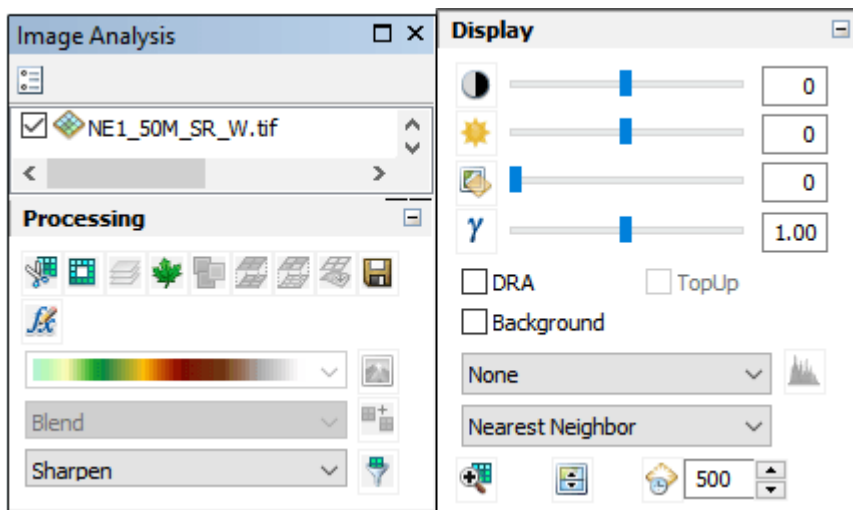 Image Analysis
NE1_50M_SR_W.tif
Processing
Blend
Sharpen
Display
0
0
0
γ 1.00
DRA TopUp
Background
None
Nearest Neighbor
500